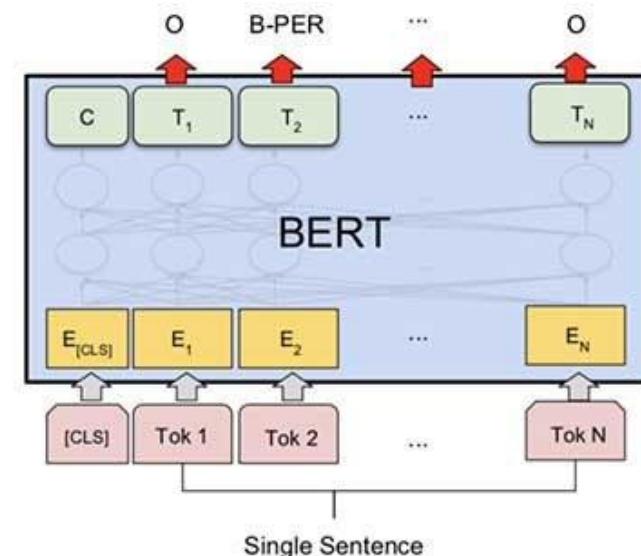 O B-PER ... O
C T1 T2 ... TN
BERT
E[CLS] E1 E2 ... EN
[CLS] Tok 1 Tok 2 ... Tok N
Single Sentence